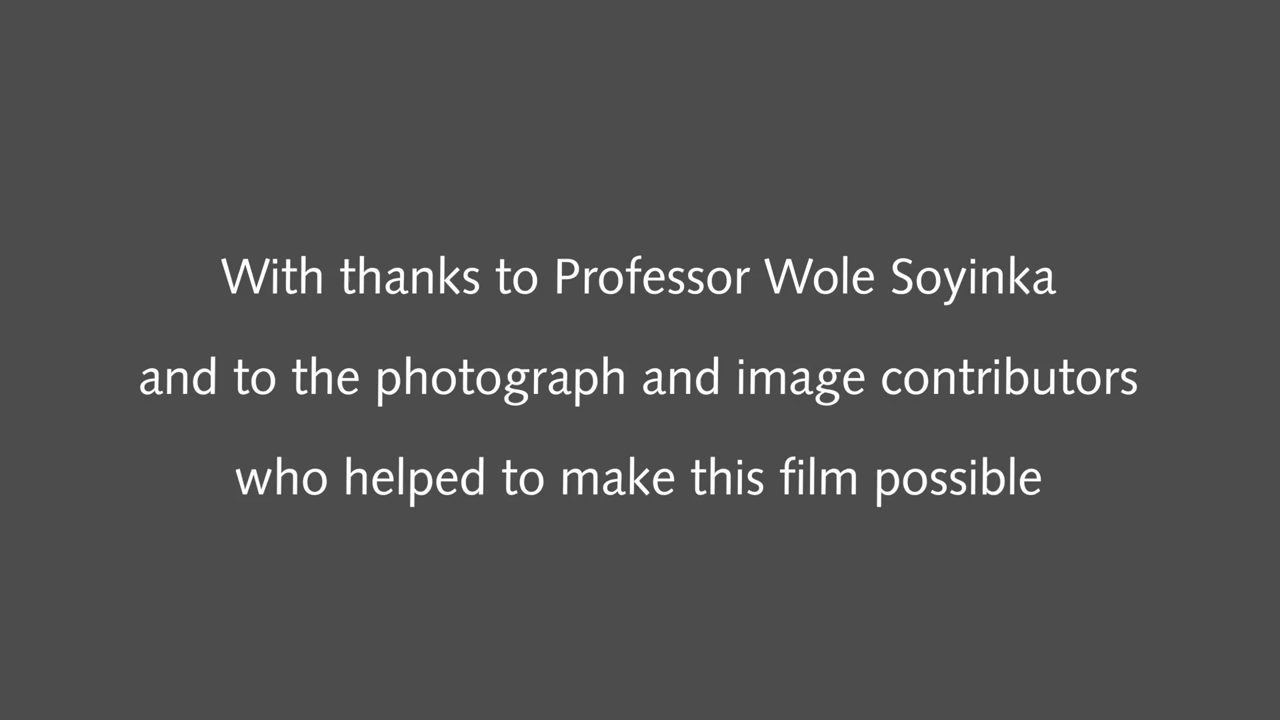 With thanks to Professor Wole Soyinka
and to the photograph and image contributors
who helped to make this film possible